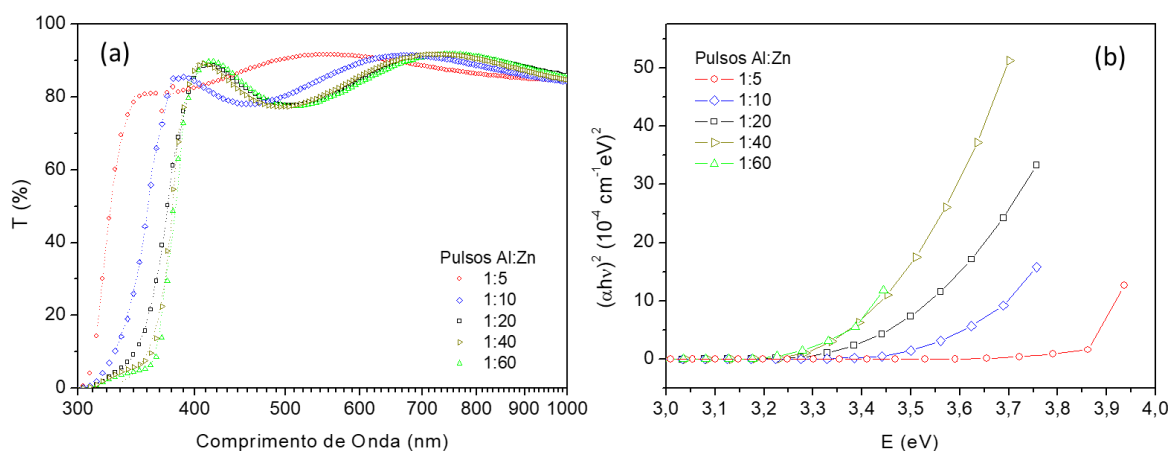 (a)
T (%)
100
80
60
40
20
0
Pulsos Al:Zn
1:5
1:10
1:20
1:40
1:60
300 400 500 600 700 800 900 1000
Comprimento de Onda (nm)
(b)
(αhν)² (10⁻⁴ cm⁻¹eV)²
50
40
30
20
10
0
Pulsos Al:Zn
1:5
1:10
1:20
1:40
1:60
3,0 3,1 3,2 3,3 3,4 3,5 3,6 3,7 3,8 3,9 4,0
E (eV)